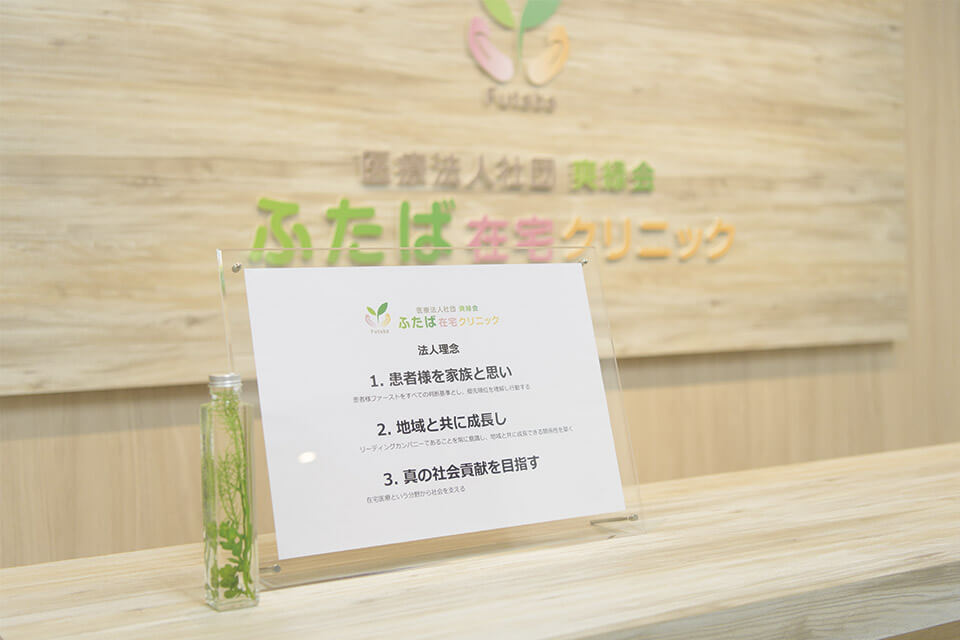 Futaba
医療法人社団 爽緑会
ふたば在宅クリニック
Futaba
医療法人社団 爽緑会
ふたば在宅クリニック
法人理念
1. 患者様を家族と思い
患者様ファーストをすべての判断基準とし、優先順位を理解し行動する
2. 地域と共に成長し
リーディングカンパニーであることを常に意識し、地域と共に成長できる関係性を築く
3. 真の社会貢献を目指す
在宅医療という分野から社会を支える